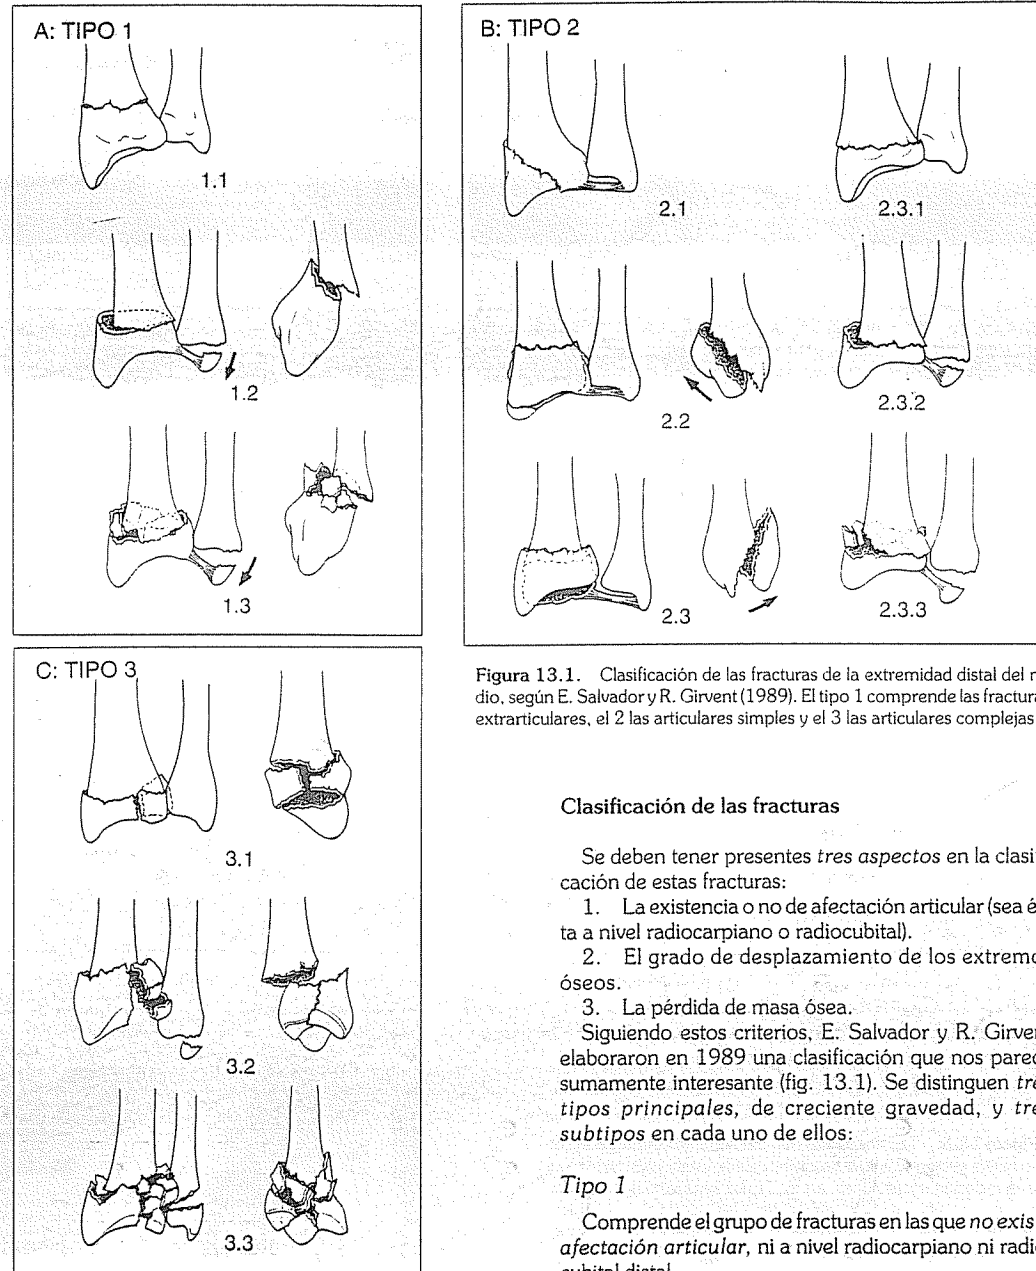 A: TIPO 1
1.1
1.2
1.3
B: TIPO 2
2.1
2.3.1
2.2
2.3.2
2.3
2.3.3
C: TIPO 3
3.1
3.2
3.3
Figura 13.1. Clasificación de las fracturas de la extremidad distal del r
dio, según E. Salvador y R. Girvent (1989). El tipo 1 comprende las fractura
extrarticulares, el 2 las articulares simples y el 3 las articulares complejas
Clasificación de las fracturas
Se deben tener presentes tres aspectos en la clasi
cación de estas fracturas:
1. La existencia o no de afectación articular (sea é
ta a nivel radiocarpiano o radiocubital).
2. El grado de desplazamiento de los extremo
óseos.
3. La pérdida de masa ósea.
Siguiendo estos criterios, E. Salvador y R. Girven
elaboraron en 1989 una clasificación que nos parec
sumamente interesante (fig. 13.1). Se distinguen tre
tipos principales, de creciente gravedad, y tre
subtipos en cada uno de ellos:
Tipo 1
Comprende el grupo de fracturas en las que no exis
afectación articular, ni a nivel radiocarpiano ni radi
cubital distal